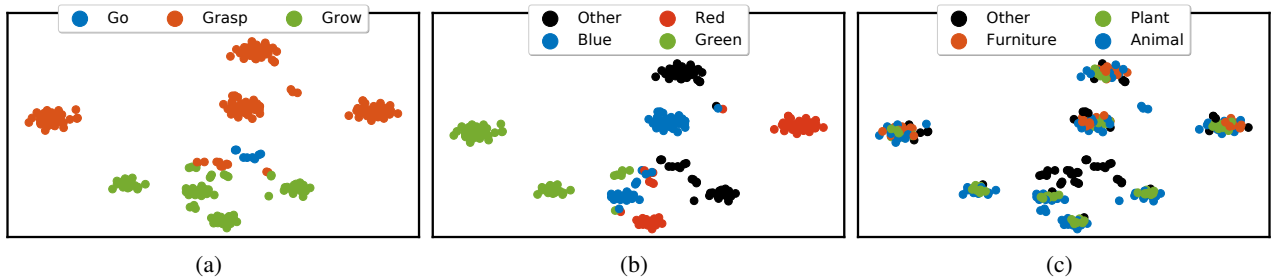 Go Grasp Grow
Other Red
Blue Green
Other Plant
Furniture Animal
(a) (b) (c)